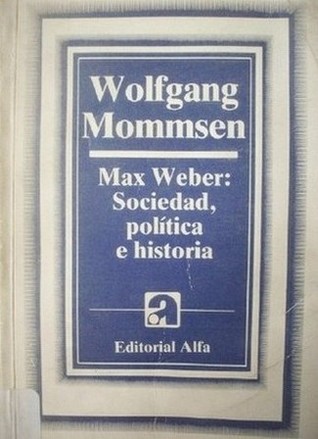 Wolfgang
Mommsen
Max Weber:
Sociedad,
política
e historia
a
Editorial Alfa